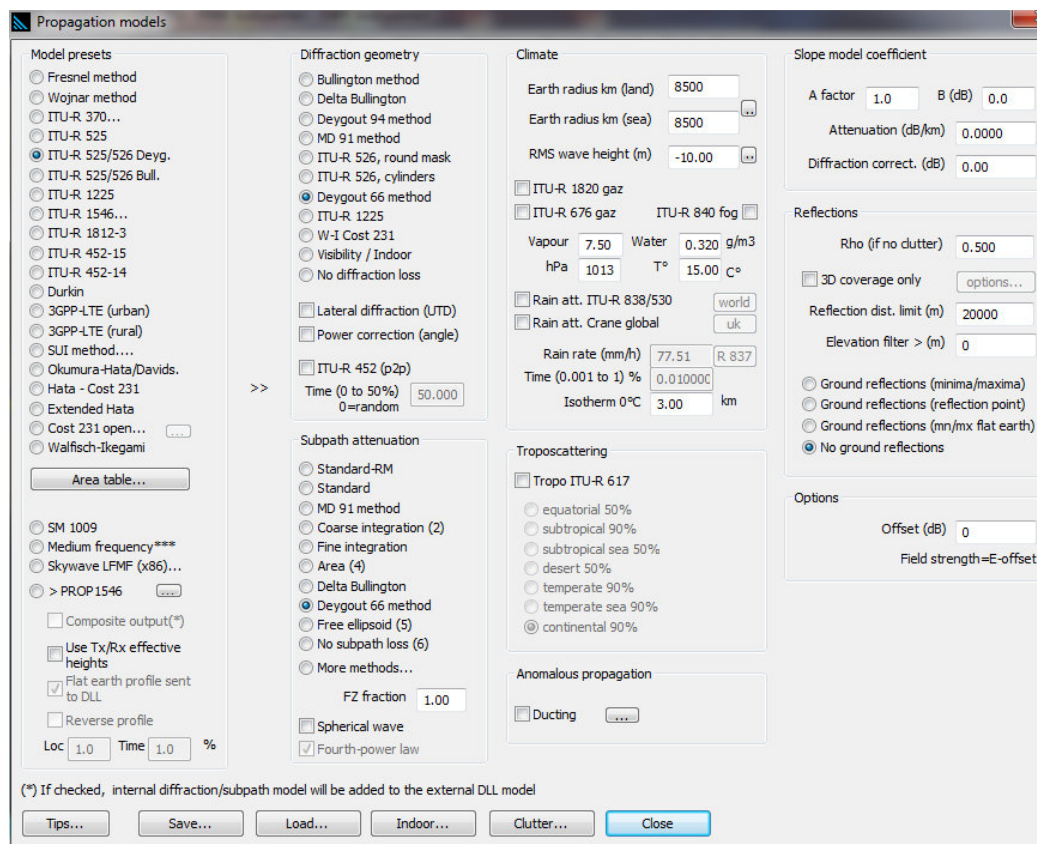 Propagation models
Model presets
Fresnel method
Wojnar method
ITU-R 370...
ITU-R 525
ITU-R 525/526 Deyg.
ITU-R 525/526 Bull.
ITU-R 1225
ITU-R 1546...
ITU-R 1812-3
ITU-R 452-15
ITU-R 452-14
Durkin
3GPP-LTE (urban)
3GPP-LTE (rural)
SUI method....
Okumura-Hata/Davids.
Hata - Cost 231
Extended Hata
Cost 231 open... ...
Walfisch-Ikegami
Area table...
SM 1009
Medium frequency***
Skywave LFMF (x86)...
> PROP1546 ...
Composite output(*)
Use Tx/Rx effective
heights
Flat earth profile sent
to DLL
Reverse profile
Loc 1.0 Time 1.0 %
>>
Diffraction geometry
Bullington method
Delta Bullington
Deygout 94 method
MD 91 method
ITU-R 526, round mask
ITU-R 526, cylinders
Deygout 66 method
ITU-R 1225
W-I Cost 231
Visibility / Indoor
No diffraction loss
Lateral diffraction (UTD)
Power correction (angle)
ITU-R 452 (p2p)
Time (0 to 50%) 50.000
0=random
Subpath attenuation
Standard-RM
Standard
MD 91 method
Coarse integration (2)
Fine integration
Area (4)
Delta Bullington
Deygout 66 method
Free ellipsoid (5)
No subpath loss (6)
More methods...
FZ fraction 1.00
Spherical wave
Fourth-power law
Climate
Earth radius km (land) 8500
..
Earth radius km (sea) 8500
RMS wave height (m) -10.00 ..
ITU-R 1820 gaz
ITU-R 676 gaz ITU-R 840 fog
Vapour 7.50 Water 0.320 g/m3
hPa 1013 T° 15.00 C°
Rain att. ITU-R 838/530 world
Rain att. Crane global uk
Rain rate (mm/h) 77.51 R 837
Time (0.001 to 1) % 0.010000
Isotherm 0°C 3.00 km
Troposcattering
Tropo ITU-R 617
equatorial 50%
subtropical 90%
subtropical sea 50%
desert 50%
temperate 90%
temperate sea 90%
continental 90%
Anomalous propagation
Ducting ...
Slope model coefficient
A factor 1.0 B (dB) 0.0
Attenuation (dB/km) 0.0000
Diffraction correct. (dB) 0.00
Reflections
Rho (if no clutter) 0.500
3D coverage only options...
Reflection dist. limit (m) 20000
Elevation filter > (m) 0
Ground reflections (minima/maxima)
Ground reflections (reflection point)
Ground reflections (mn/mx flat earth)
No ground reflections
Options
Offset (dB) 0
Field strength=E-offset
(*) If checked, internal diffraction/subpath model will be added to the external DLL model
Tips... Save... Load... Indoor... Clutter... Close